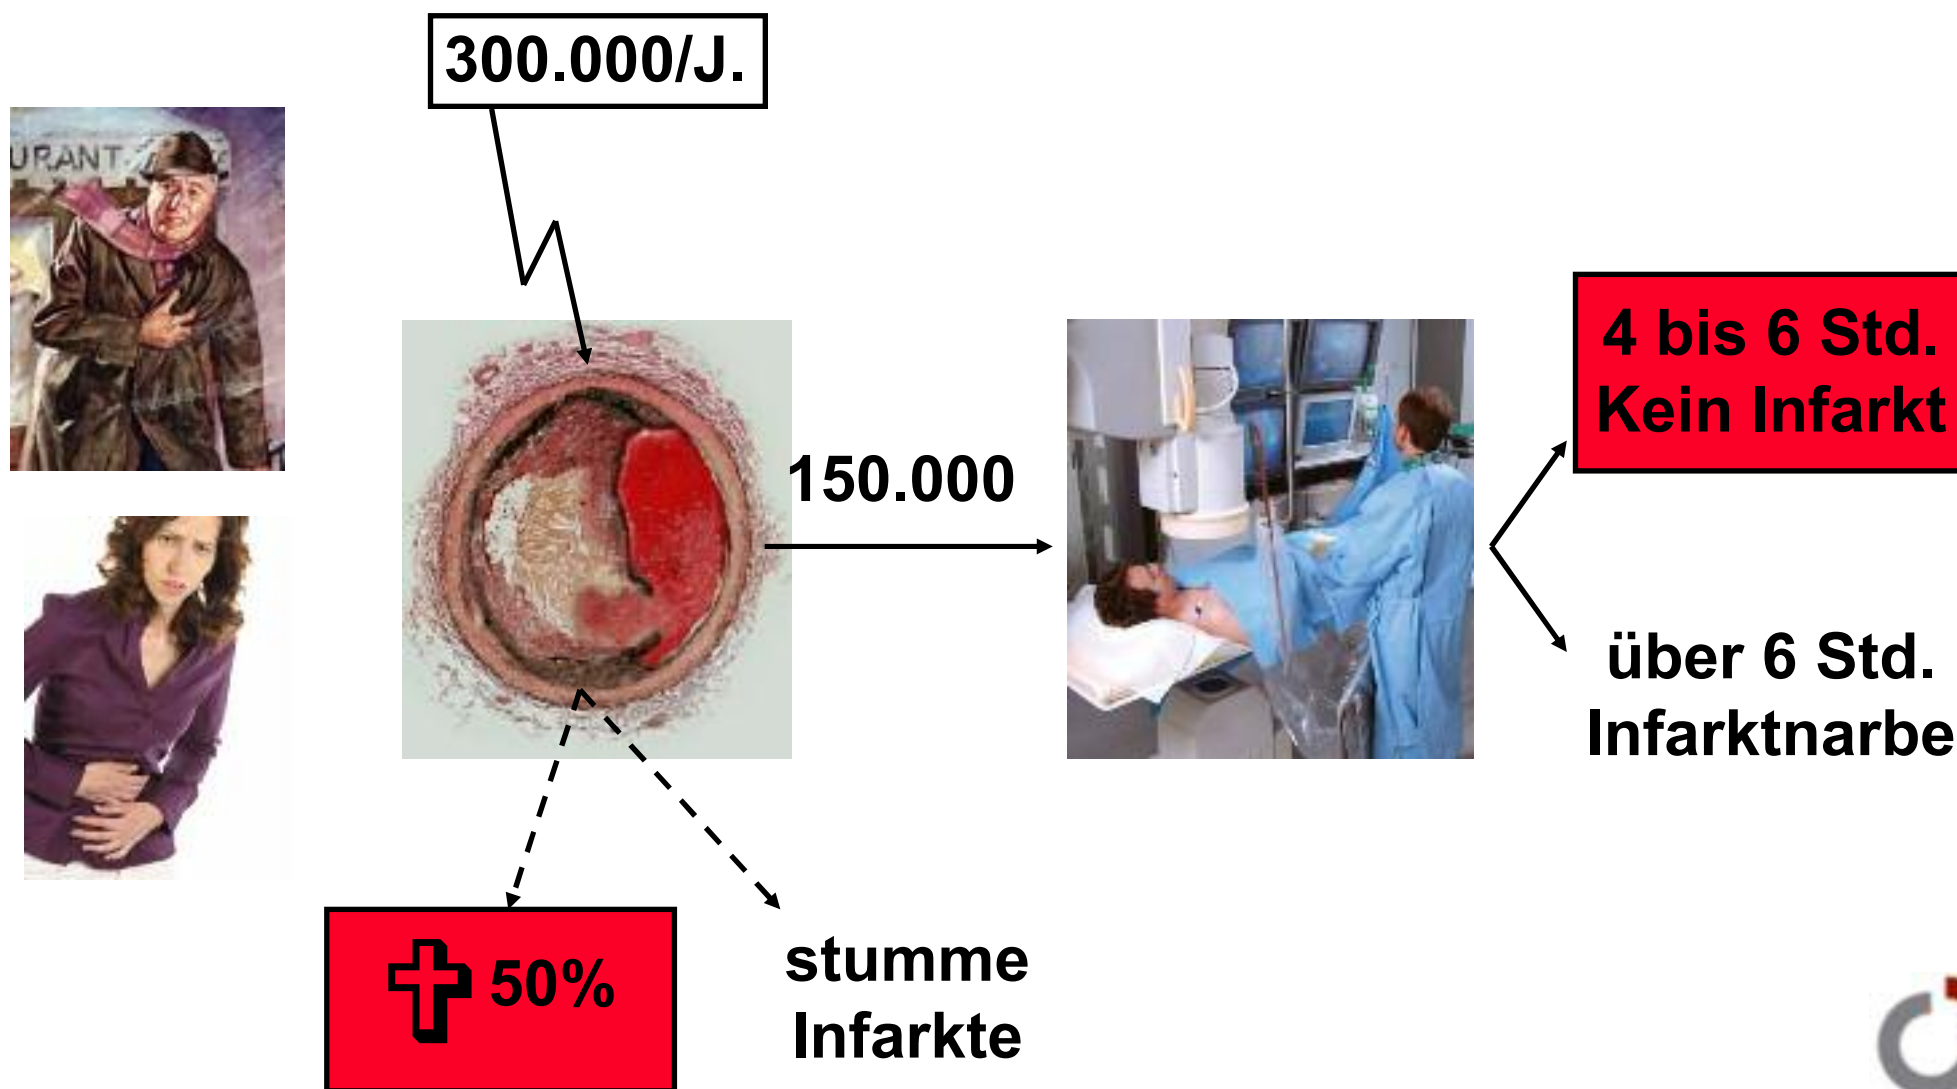 300.000/J.
URANT
150.000
4 bis 6 Std.
Kein Infarkt
über 6 Std.
Infarktnarbe
50%
stumme
Infarkte